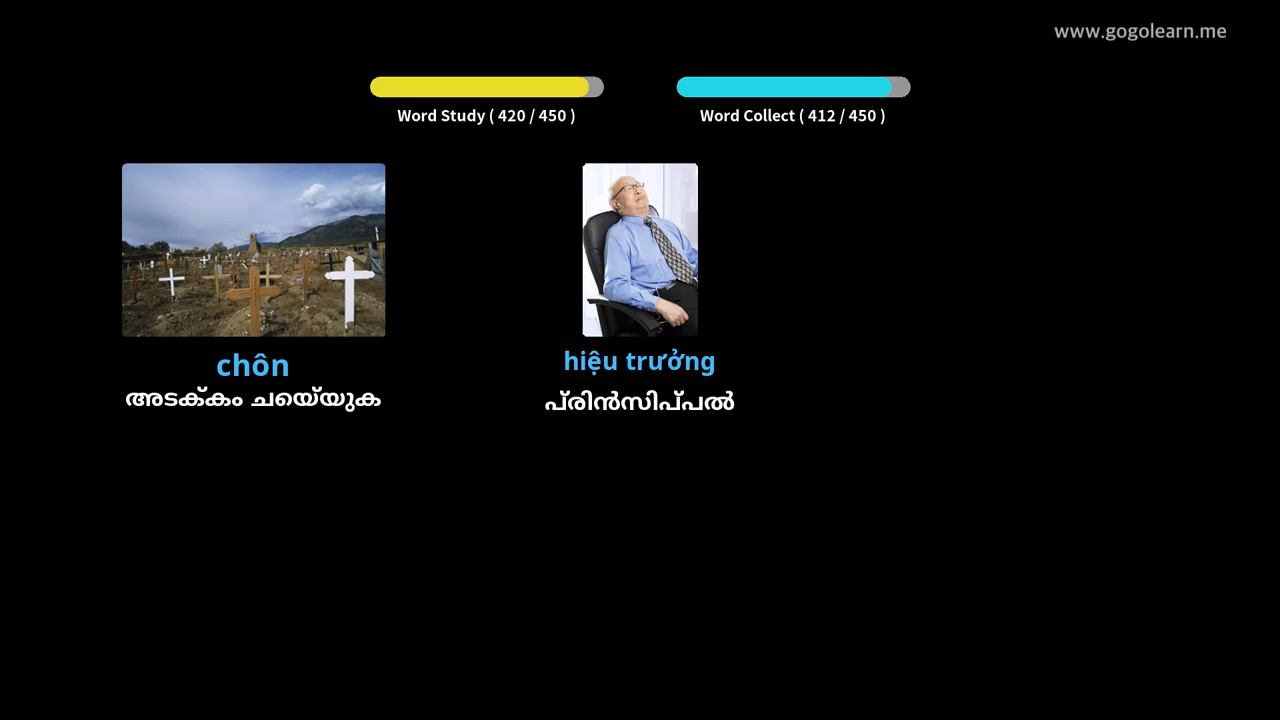 www.gogolearn.me
Word Study ( 420 / 450 )
Word Collect ( 412 / 450 )
chôn
അടക്കം ചെയ്യുക
hiệu trưởng
പ്രിൻസിപ്പൽ